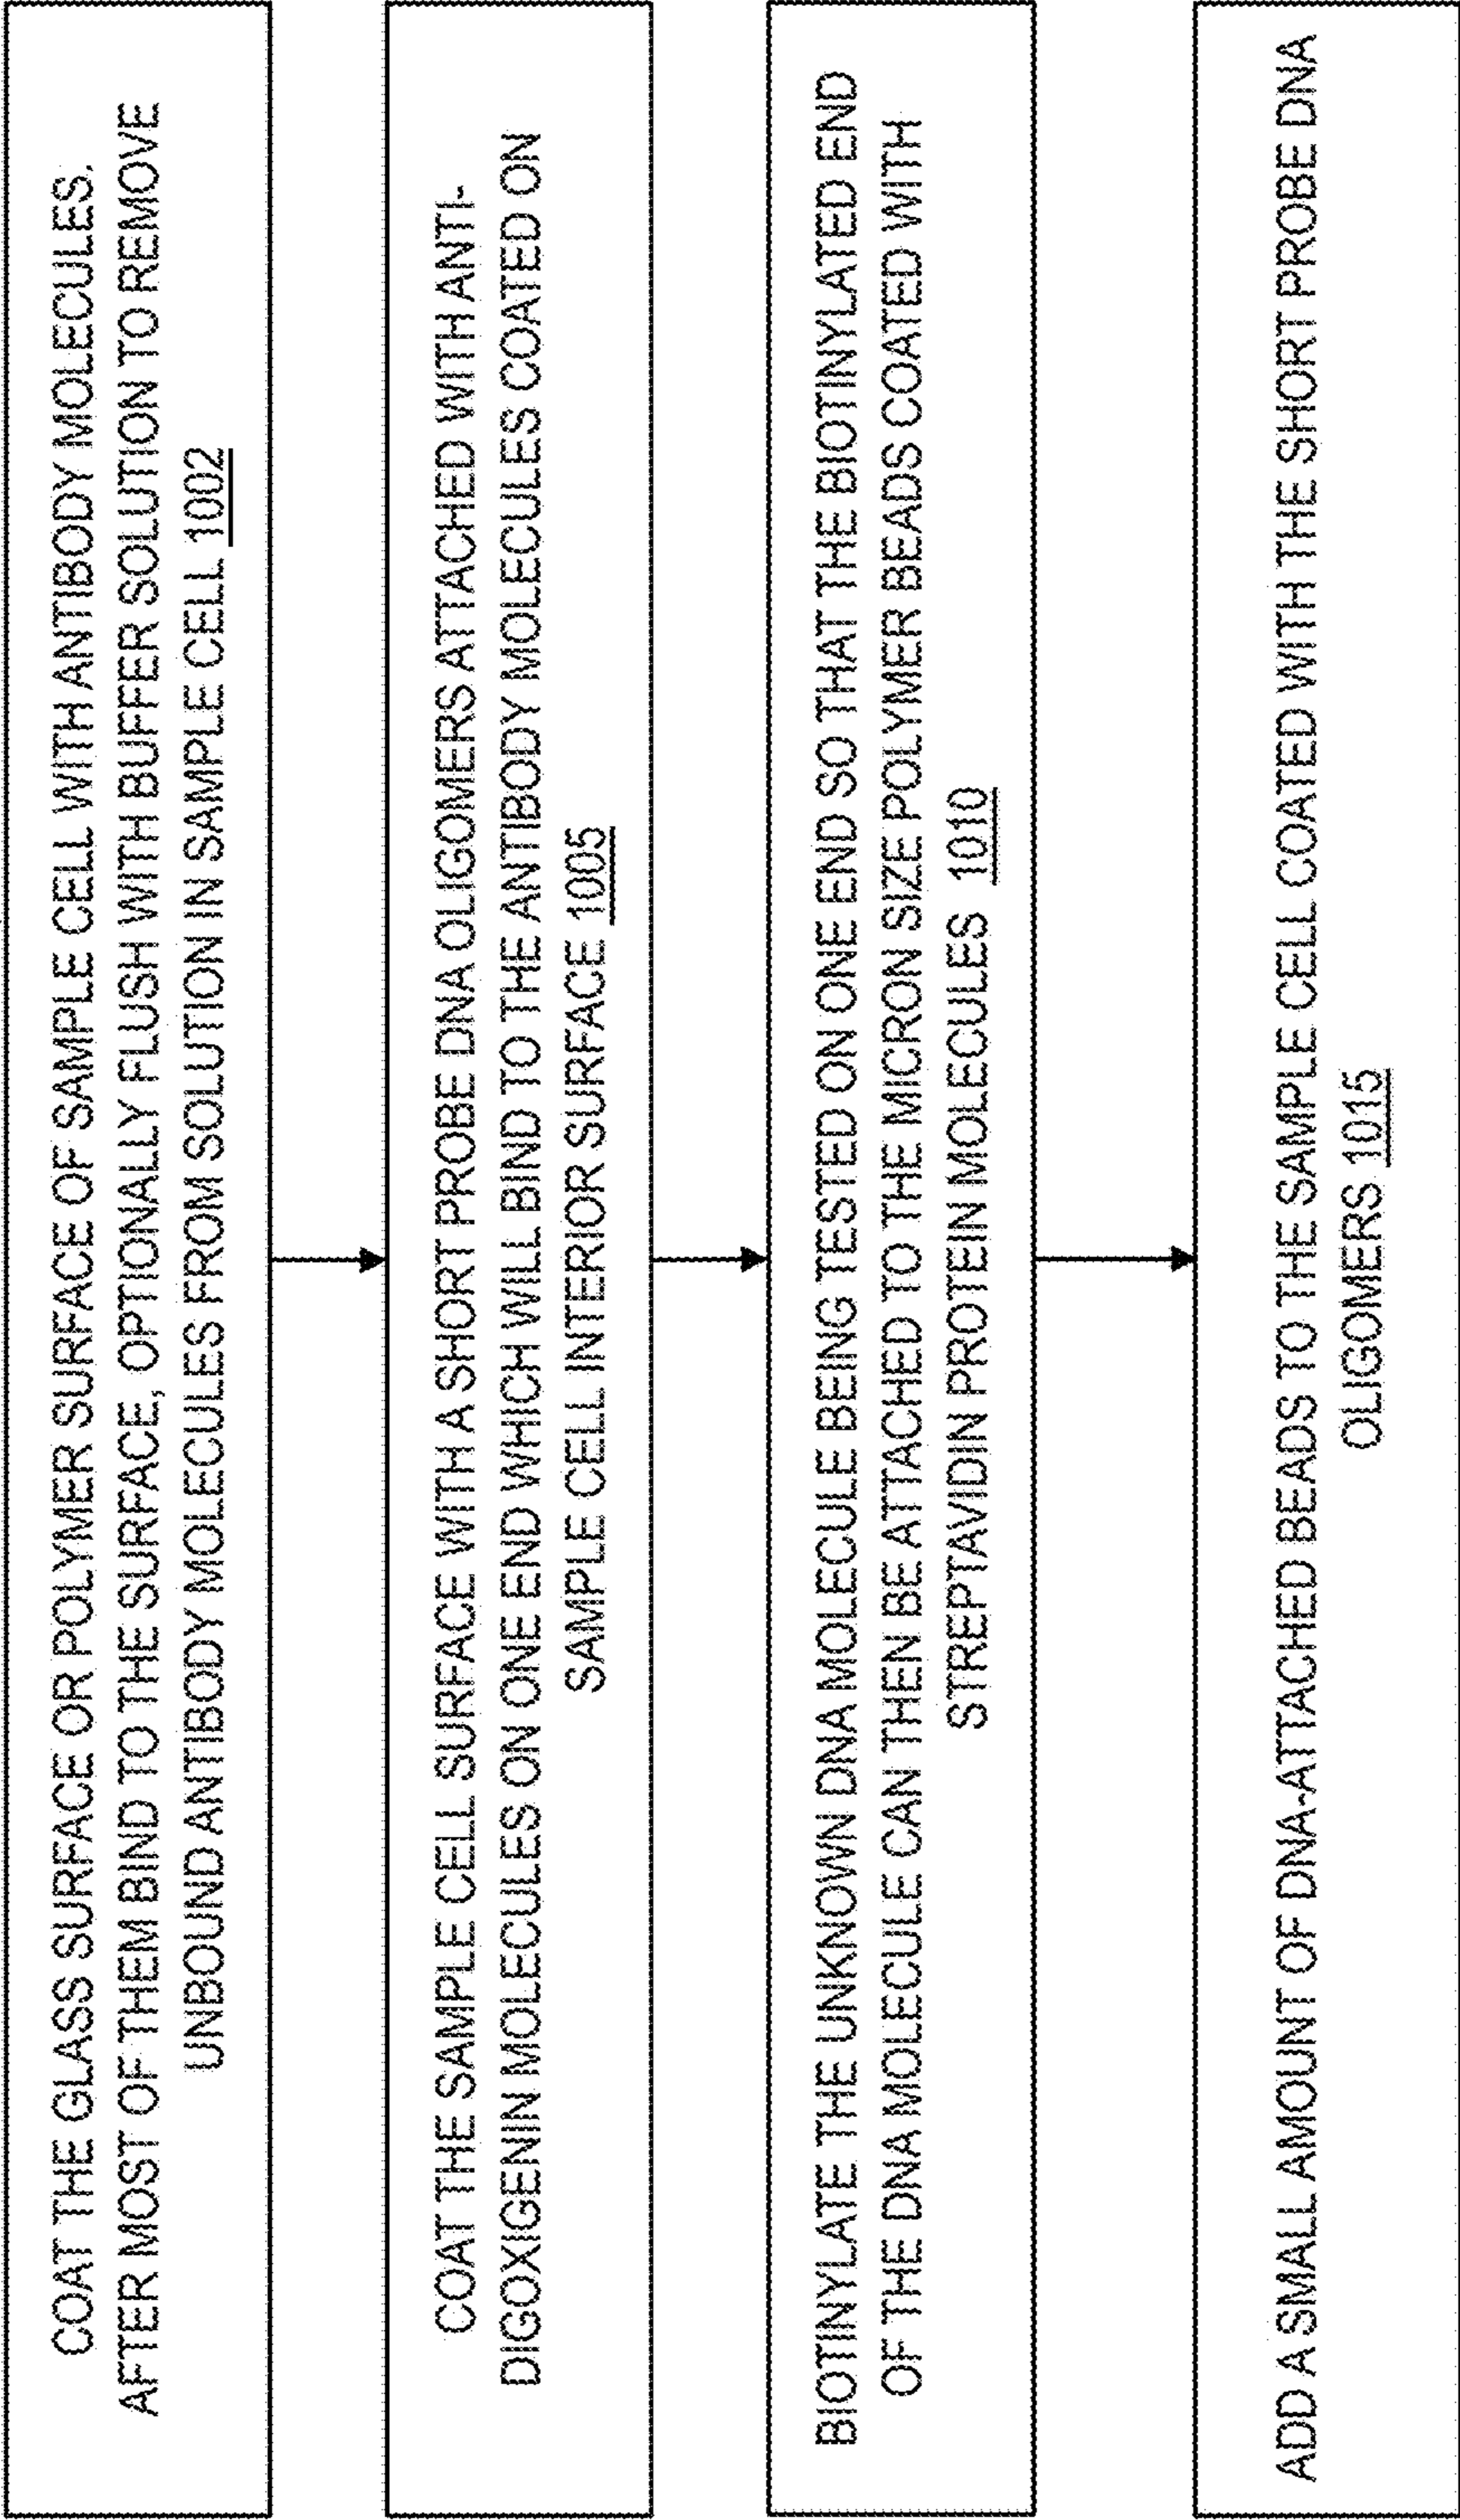 COAT THE GLASS SURFACE OR POLYMER SURFACE OF SAMPLE CELL WITH ANTIBODY MOLECULES.
AFTER MOST OF THEM BIND TO THE SURFACE, OPTIONALLY FLUSH WITH BUFFER SOLUTION TO REMOVE
UNBOUND ANTIBODY MOLECULES FROM SOLUTION IN SAMPLE CELL 1002
COAT THE SAMPLE CELL SURFACE WITH A SHORT PROBE DNA OLIGOMERS ATTACHED WITH ANTI-
DIGOXIGENIN MOLECULES ON ONE END WHICH WILL BIND TO THE ANTIBODY MOLECULES COATED ON
SAMPLE CELL INTERIOR SURFACE 1005
BIOTINYLATE THE UNKNOWN DNA MOLECULE BEING TESTED ON ONE END SO THAT THE BIOTINYLATED END
OF THE DNA MOLECULE CAN THEN BE ATTACHED TO THE MICRON SIZE POLYMER BEADS COATED WITH
STREPTAVIDIN PROTEIN MOLECULES 1010
ADD A SMALL AMOUNT OF DNA-ATTACHED BEADS TO THE SAMPLE CELL COATED WITH THE SHORT PROBE DNA
OLIGOMERS 1015